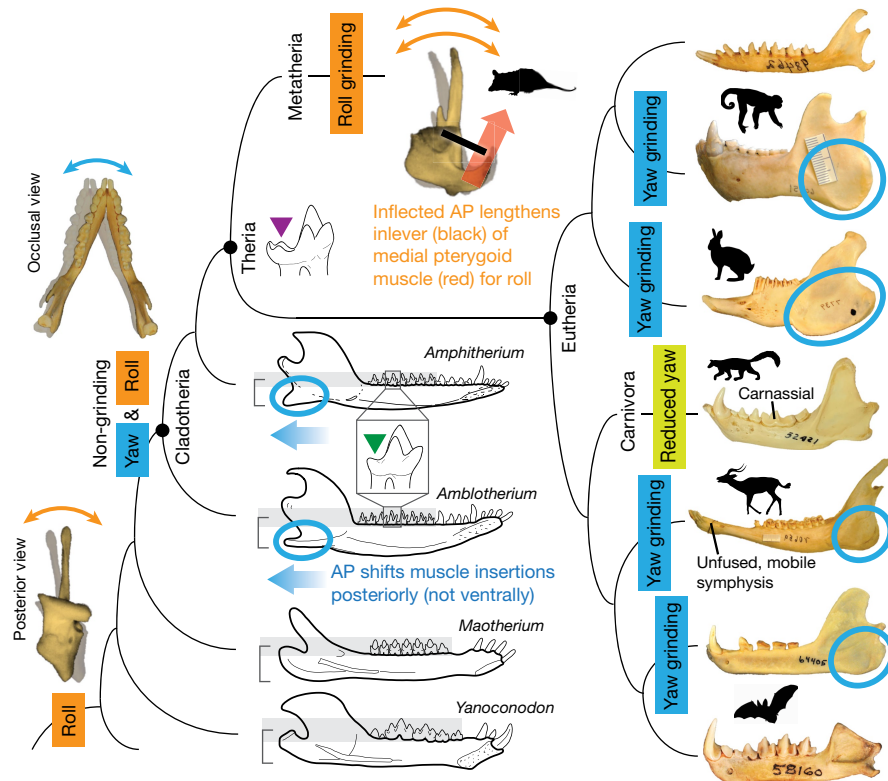 Metatheria
Roll grinding
Occlusal view
Theria
Inflected AP lengthens
inlever (black) of
medial pterygoid
muscle (red) for roll
Non-grinding
Yaw & Roll
Cladotheria
Amphitherium
Amblotherium
AP shifts muscle insertions
posteriorly (not ventrally)
Posterior view
Roll
Maotherium
Yanoconodon
Eutheria
Yaw grinding
Yaw grinding
Carnivora
Reduced yaw
Carnassial
52421
Yaw grinding
Unfused, mobile
symphysis
Yaw grinding
64405
58160